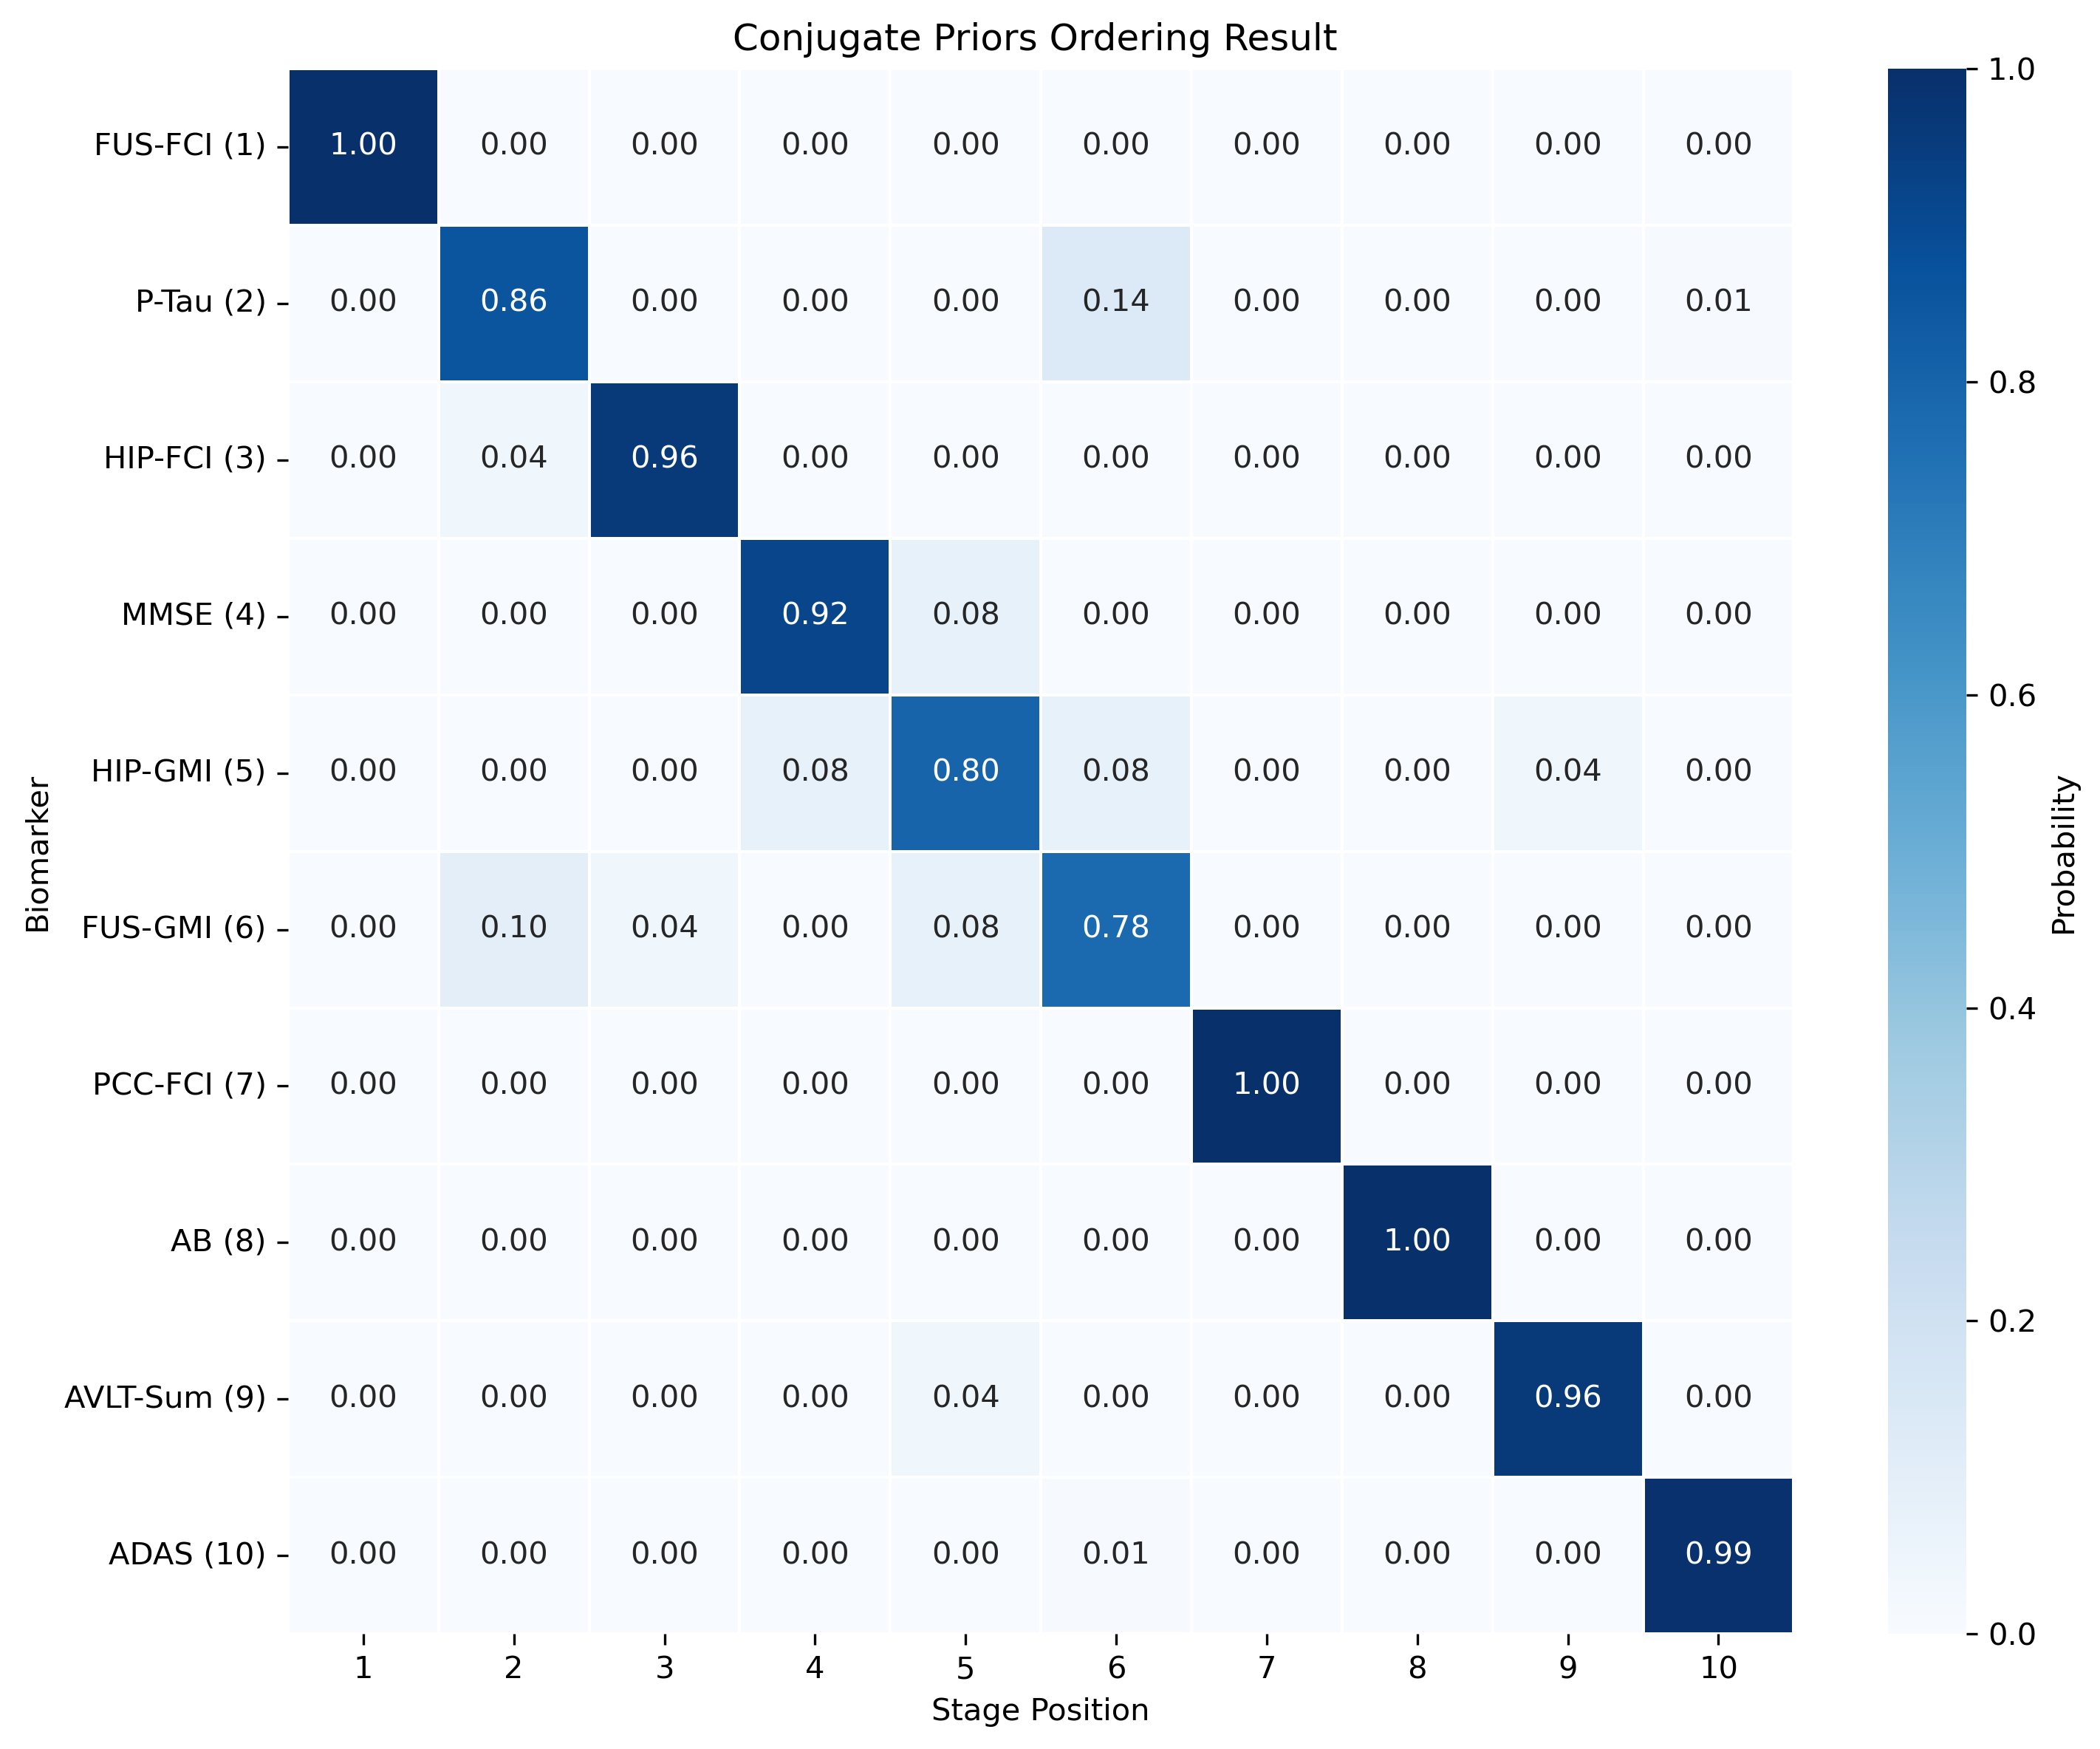 Conjugate Priors Ordering Result
FUS-FCI (1) 1.00 0.00 0.00 0.00 0.00 0.00 0.00 0.00 0.00 0.00
P-Tau (2) 0.00 0.86 0.00 0.00 0.00 0.14 0.00 0.00 0.00 0.01
HIP-FCI (3) 0.00 0.04 0.96 0.00 0.00 0.00 0.00 0.00 0.00 0.00
MMSE (4) 0.00 0.00 0.00 0.92 0.08 0.00 0.00 0.00 0.00 0.00
HIP-GMI (5) 0.00 0.00 0.00 0.08 0.80 0.08 0.00 0.00 0.04 0.00
FUS-GMI (6) 0.00 0.10 0.04 0.00 0.08 0.78 0.00 0.00 0.00 0.00
PCC-FCI (7) 0.00 0.00 0.00 0.00 0.00 0.00 1.00 0.00 0.00 0.00
AB (8) 0.00 0.00 0.00 0.00 0.00 0.00 0.00 1.00 0.00 0.00
AVLT-Sum (9) 0.00 0.00 0.00 0.00 0.04 0.00 0.00 0.00 0.96 0.00
ADAS (10) 0.00 0.00 0.00 0.00 0.00 0.01 0.00 0.00 0.00 0.99
1 2 3 4 5 6 7 8 9 10
Stage Position
Biomarker
1.0
0.8
0.6
0.4
0.2
0.0
Probability